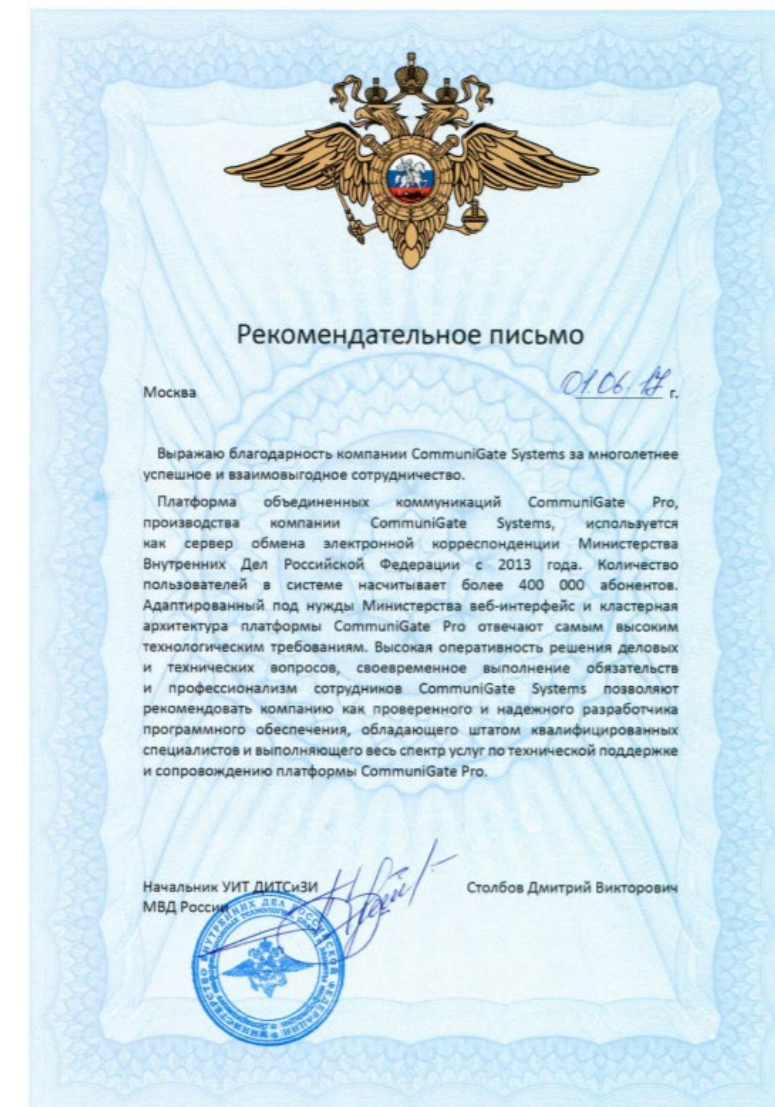 Рекомендательное письмо
Москва
01.06.17 г.
Выражаю благодарность компании CommuniGate Systems за многолетнее
успешное и взаимовыгодное сотрудничество.
Платформа объединенных коммуникаций CommuniGate Pro,
производства компании CommuniGate Systems, используется
как сервер обмена электронной корреспонденции Министерства
Внутренних Дел Российской Федерации с 2013 года. Количество
пользователей в системе насчитывает более 400 000 абонентов.
Адаптированный под нужды Министерства веб-интерфейс и кластерная
архитектура платформы CommuniGate Pro отвечают самым высоким
технологическим требованиям. Высокая оперативность решения деловых
и технических вопросов, своевременное выполнение обязательств
и профессионализм сотрудников CommuniGate Systems позволяют
рекомендовать компанию как проверенного и надежного разработчика
программного обеспечения, обладающего штатом квалифицированных
специалистов и выполняющего весь спектр услуг по технической поддержке
и сопровождению платформы CommuniGate Pro.
Начальник УИТ ДИТСиЗИ
МВД России
Столбов Дмитрий Викторович
МИНИСТЕРСТВО ВНУТРЕННИХ ДЕЛ РОССИЙСКОЙ ФЕДЕРАЦИИ